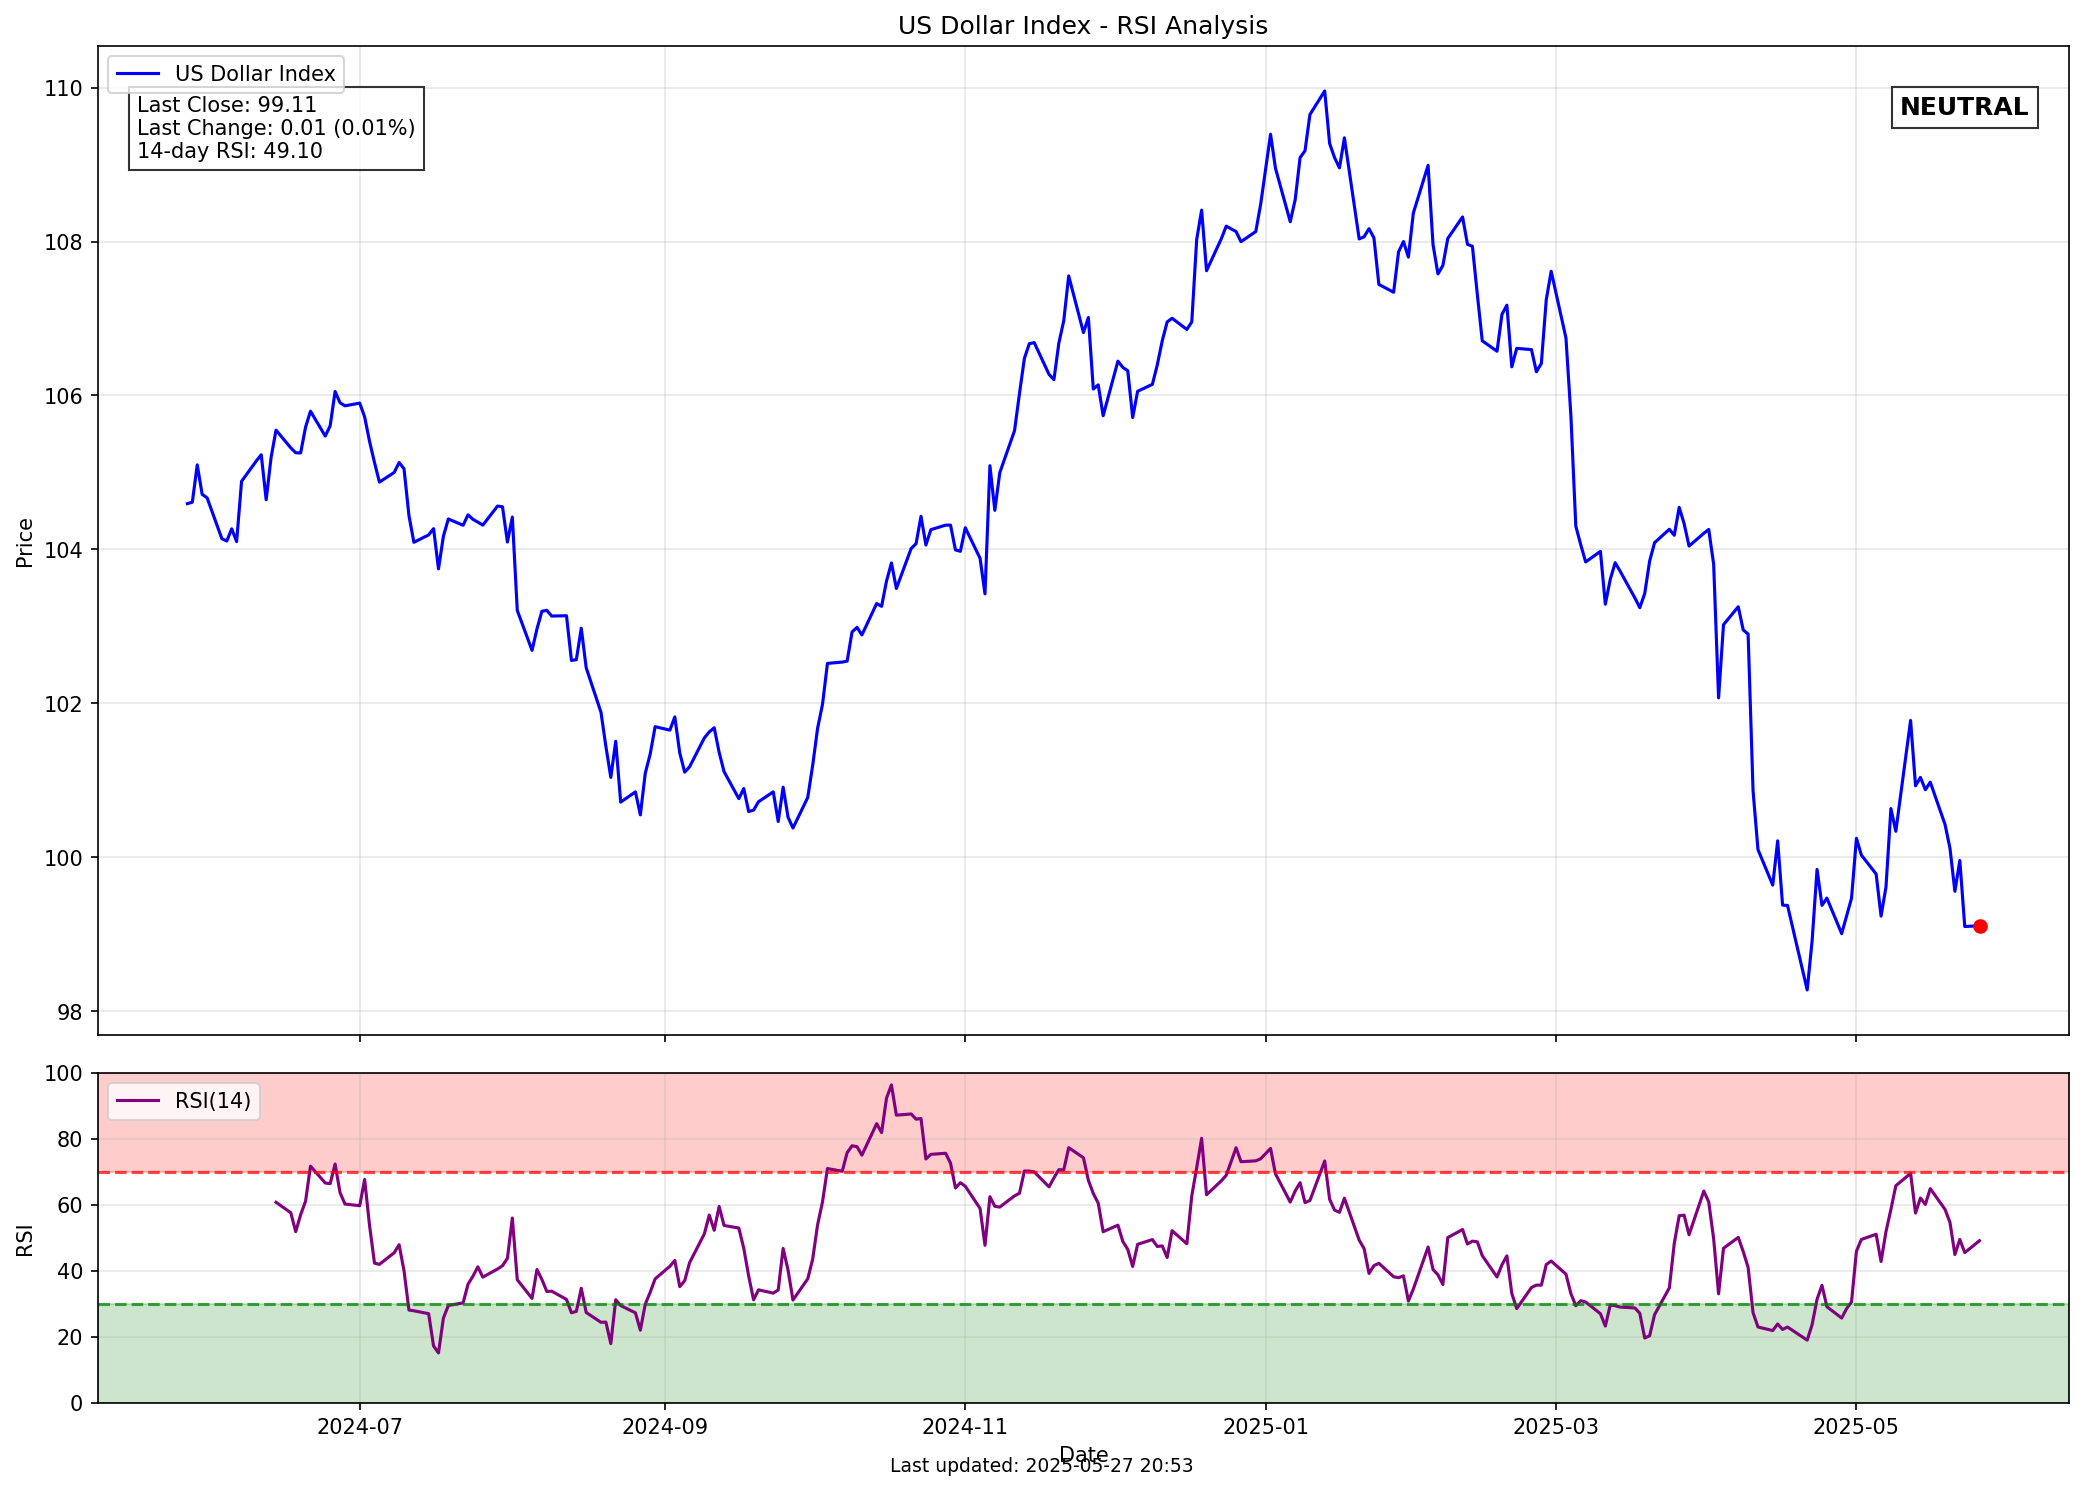 US Dollar Index - RSI Analysis
US Dollar Index
Last Close: 99.11
Last Change: 0.01 (0.01%)
14-day RSI: 49.10
NEUTRAL
Price
110
108
106
104
102
100
98
RSI(14)
RSI
100
80
60
40
20
0
2024-07
2024-09
2024-11
2025-01
2025-03
2025-05
Date
Last updated: 2025-05-27 20:53